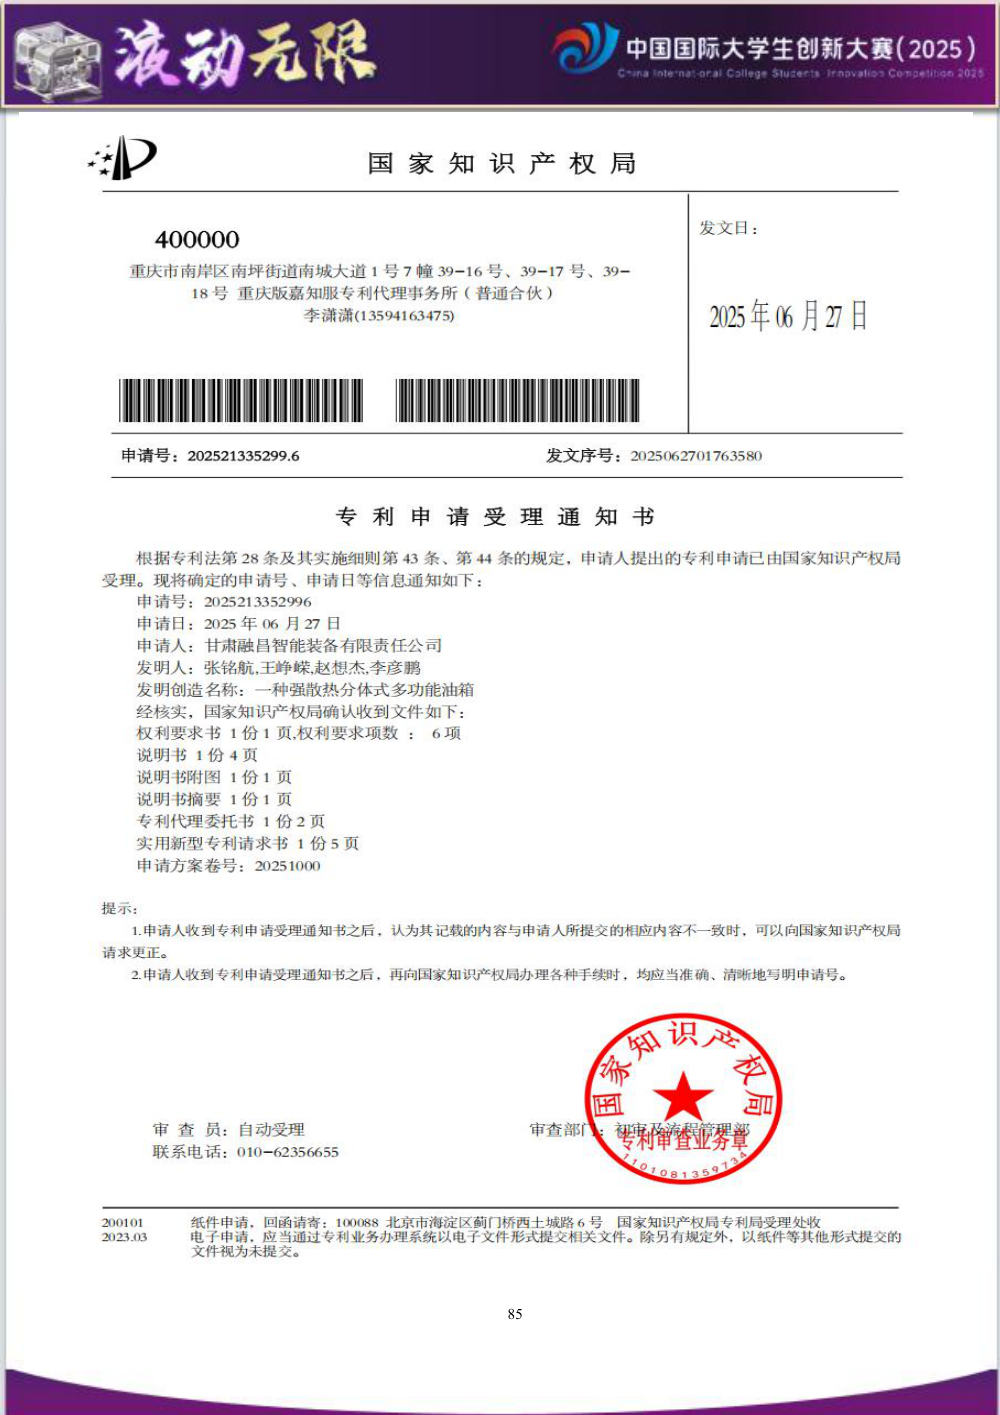 液动无限
中国国际大学生创新大赛(2025)
China International College Students Innovation Competition 2025
国家知识产权局
400000
重庆市南岸区南坪街道南城大道1号7幢39-16号、39-17号、39-
18号 重庆版嘉知服专利代理事务所(普通合伙)
李潇潇(13594163475)
发文日:
2025年06月27日
申请号:202521335299.6
发文序号:2025062701763580
专利申请受理通知书
根据专利法第28条及其实施细则第43条、第44条的规定,申请人提出的专利申请已由国家知识产权局
受理。现将确定的申请号、申请日等信息通知如下:
申请号:2025213352996
申请日:2025年06月27日
申请人:甘肃融昌智能装备有限责任公司
发明人:张铭航,王峥嵘,赵想杰,李彦鹏
发明创造名称:一种强散热分体式多功能油箱
经核实,国家知识产权局确认收到文件如下:
权利要求书 1份1页,权利要求项数 : 6项
说明书 1份4页
说明书附图 1份1页
说明书摘要 1份1页
专利代理委托书 1份2页
实用新型专利请求书 1份5页
申请方案卷号:20251000
提示:
1.申请人收到专利申请受理通知书之后,认为其记载的内容与申请人所提交的相应内容不一致时,可以向国家知识产权局
请求更正。
2.申请人收到专利申请受理通知书之后,再向国家知识产权局办理各种手续时,均应当准确、清晰地写明申请号。
国家知识产权局
审 查 员:自动受理
审查部门:初审及流程管理部
专利审查业务章
联系电话:010-62356655
1101081359734
200101
2023.03
纸件申请,回函请寄:100088 北京市海淀区蓟门桥西土城路6号 国家知识产权局专利局受理处收
电子申请,应当通过专利业务办理系统以电子文件形式提交相关文件。除另有规定外,以纸件等其他形式提交的
文件视为未提交。
85